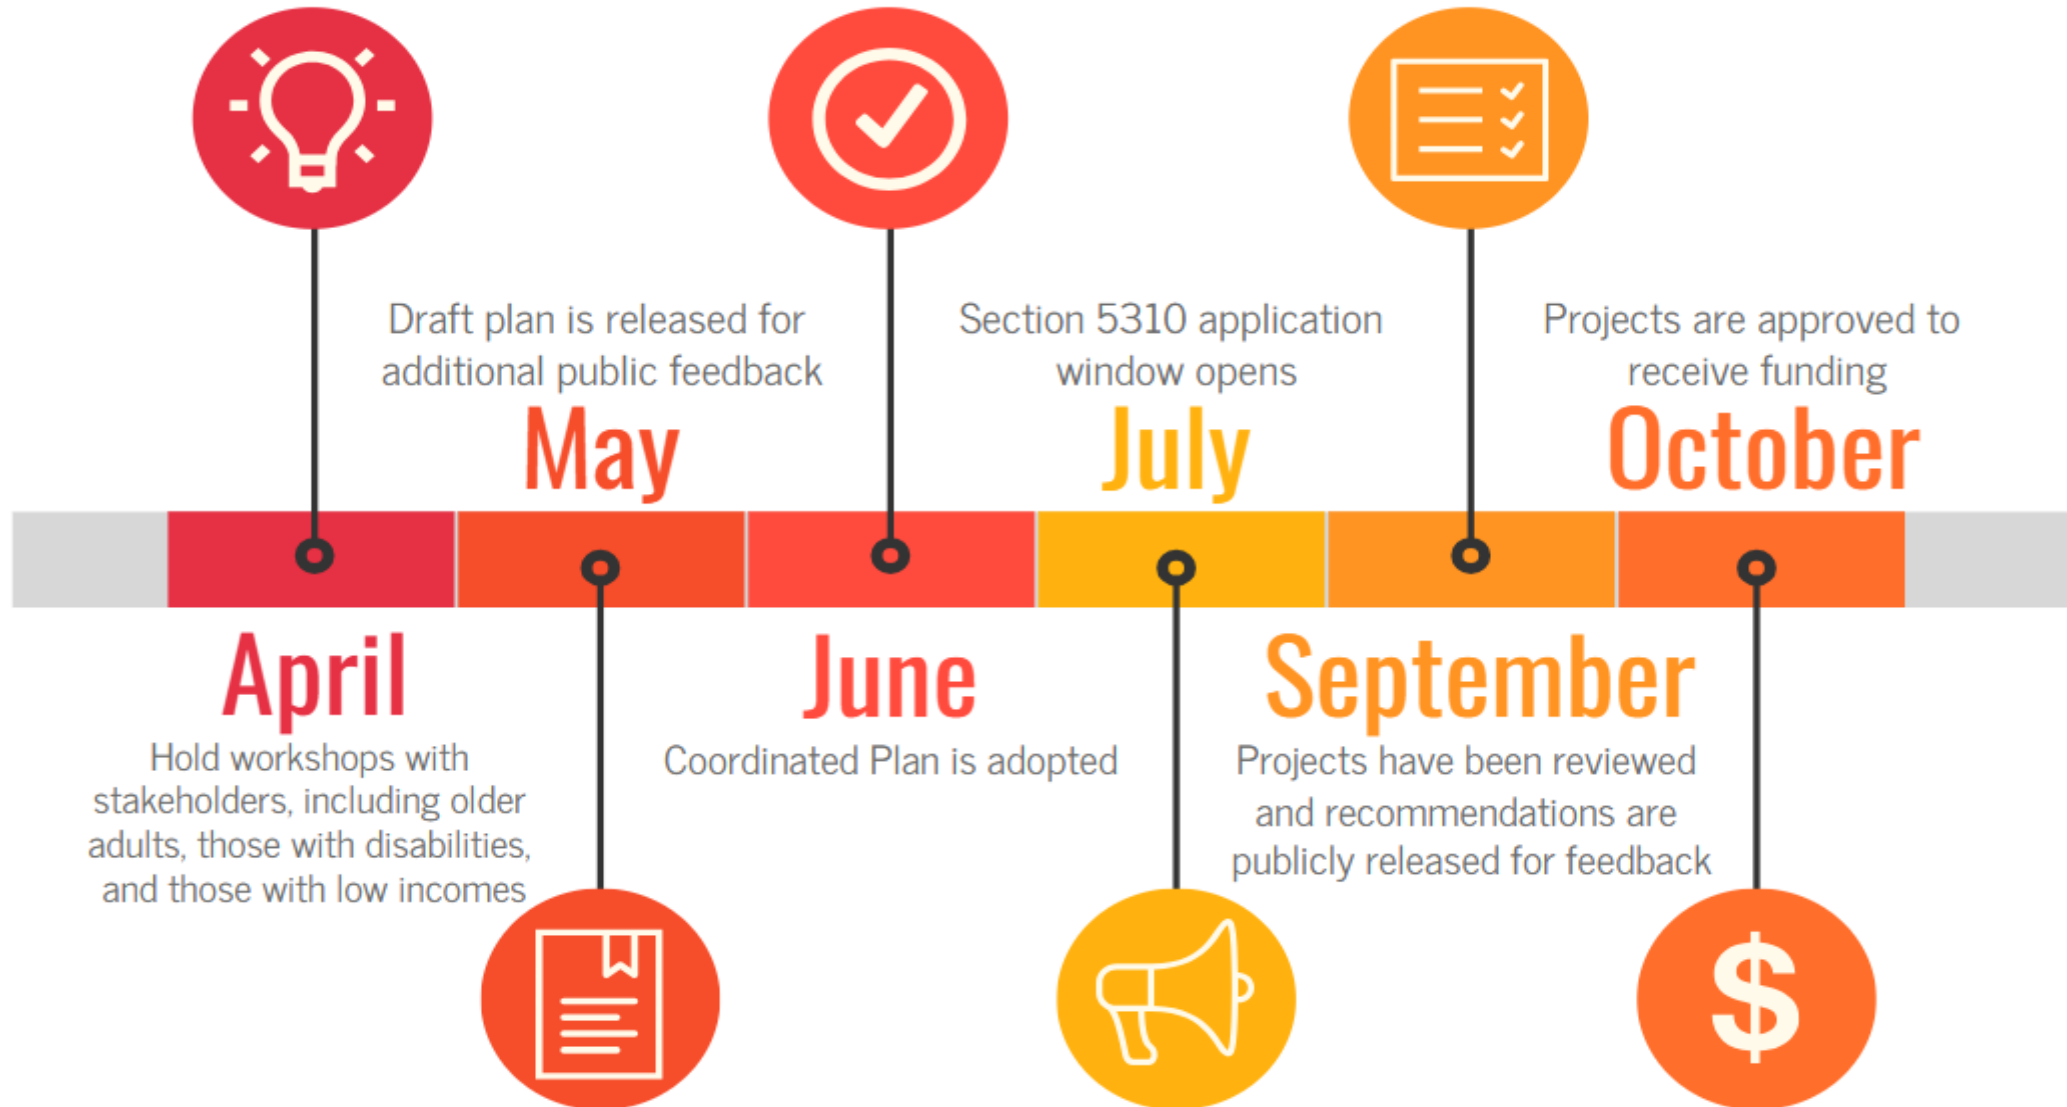 April
Hold workshops with
stakeholders, including older
adults, those with disabilities,
and those with low incomes
Draft plan is released for
additional public feedback
May
June
Coordinated Plan is adopted
Section 5310 application
window opens
July
September
Projects have been reviewed
and recommendations are
publicly released for feedback
Projects are approved to
receive funding
October
$